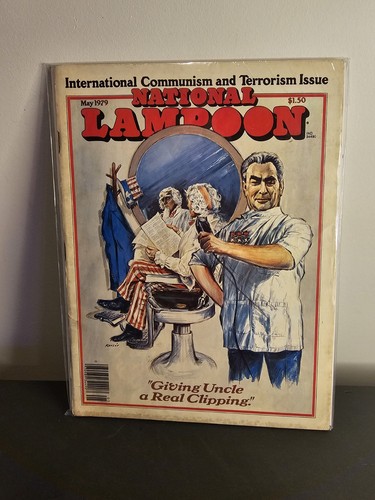 International Communism and Terrorism Issue
May 1979
NATIONAL
$1.50
LAMPOON
"Giving Uncle
a Real Clipping."